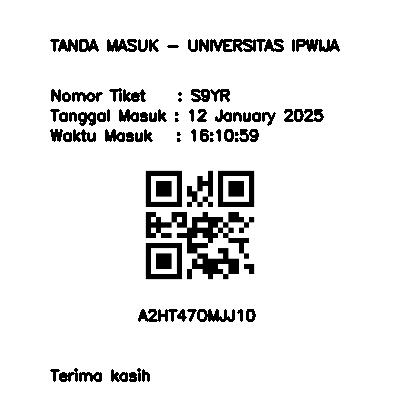 TANDA MASUK - UNIVERSITAS IPWIJA
Nomor Tiket : S9YR
Tanggal Masuk : 12 January 2025
Waktu Masuk : 16:10:59
A2HT470MJJ10
Terima kasih